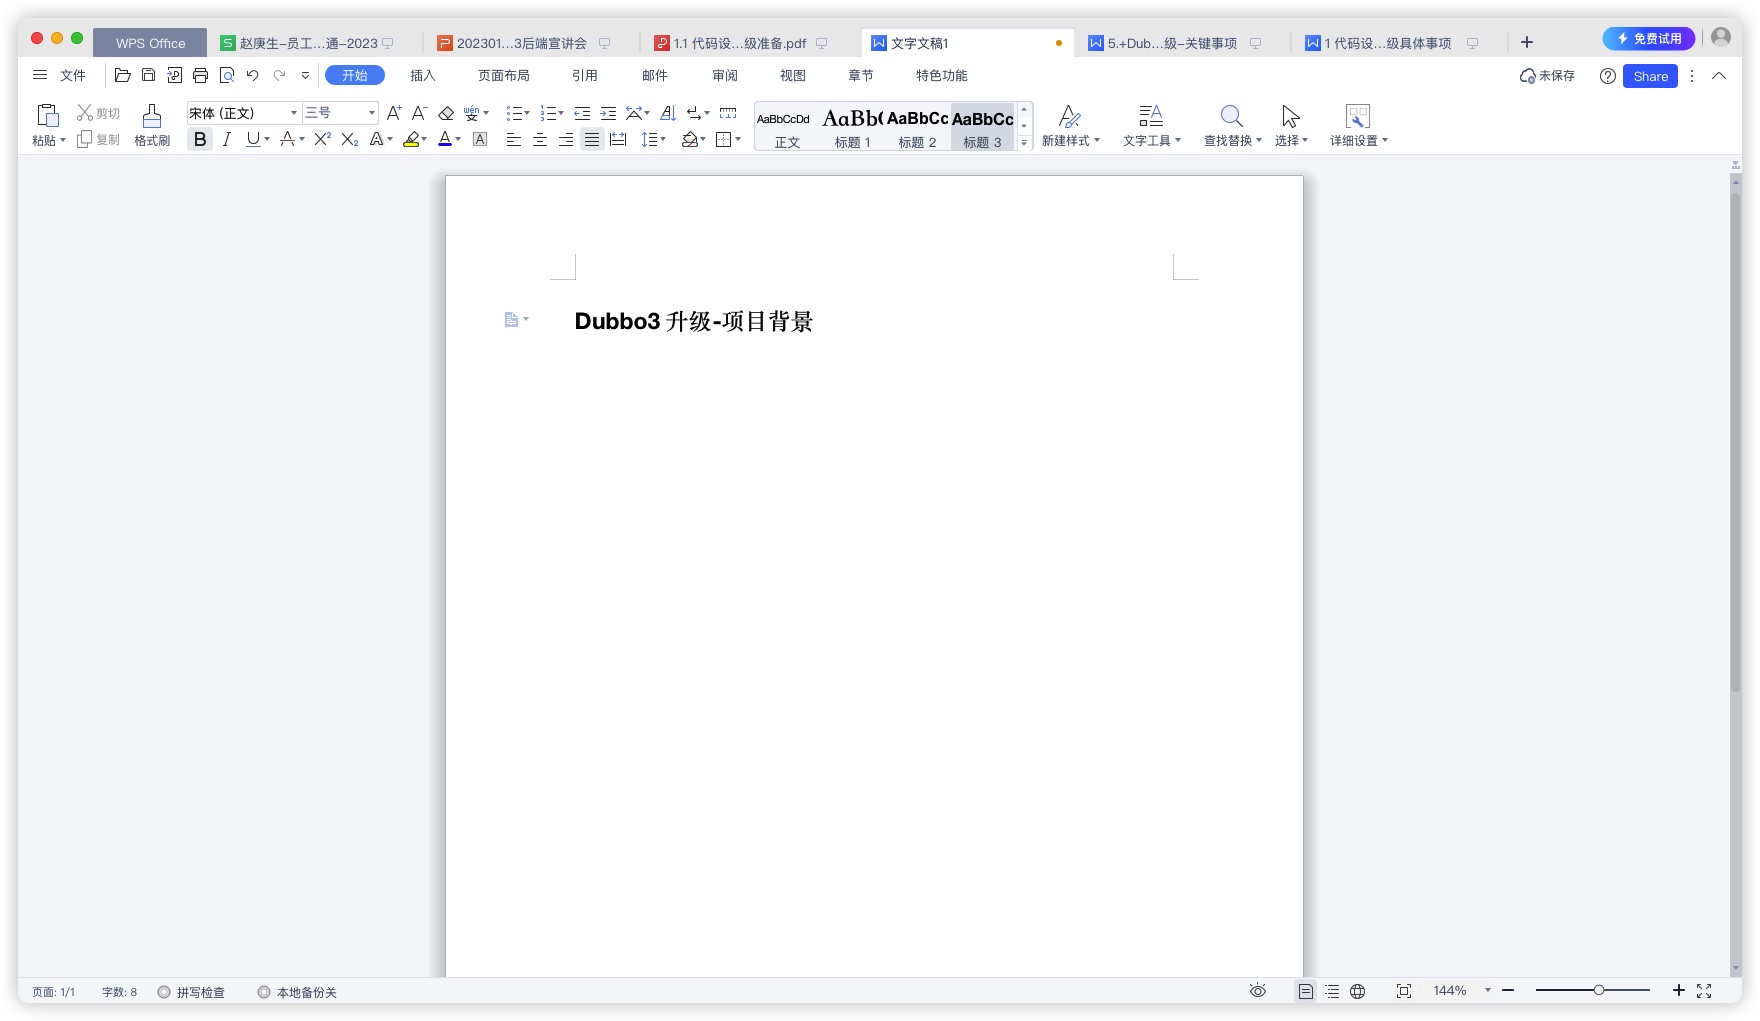 WPS Office
赵庚生-员工...通-2023
202301...3后端宣讲会
1.1 代码设...级准备.pdf
文字文稿1
5.+Dub...级-关键事项
1 代码设...级具体事项
免费试用
文件
开始
插入
页面布局
引用
邮件
审阅
视图
章节
特色功能
未保存
Share
粘贴
剪切
复制
格式刷
宋体 (正文)
三号
AaBbCcDd
正文
AaBb(
标题 1
AaBbCc
标题 2
AaBbCc
标题 3
新建样式
文字工具
查找替换
选择
详细设置
Dubbo3 升级-项目背景
页面: 1/1
字数: 8
拼写检查
本地备份关
144%